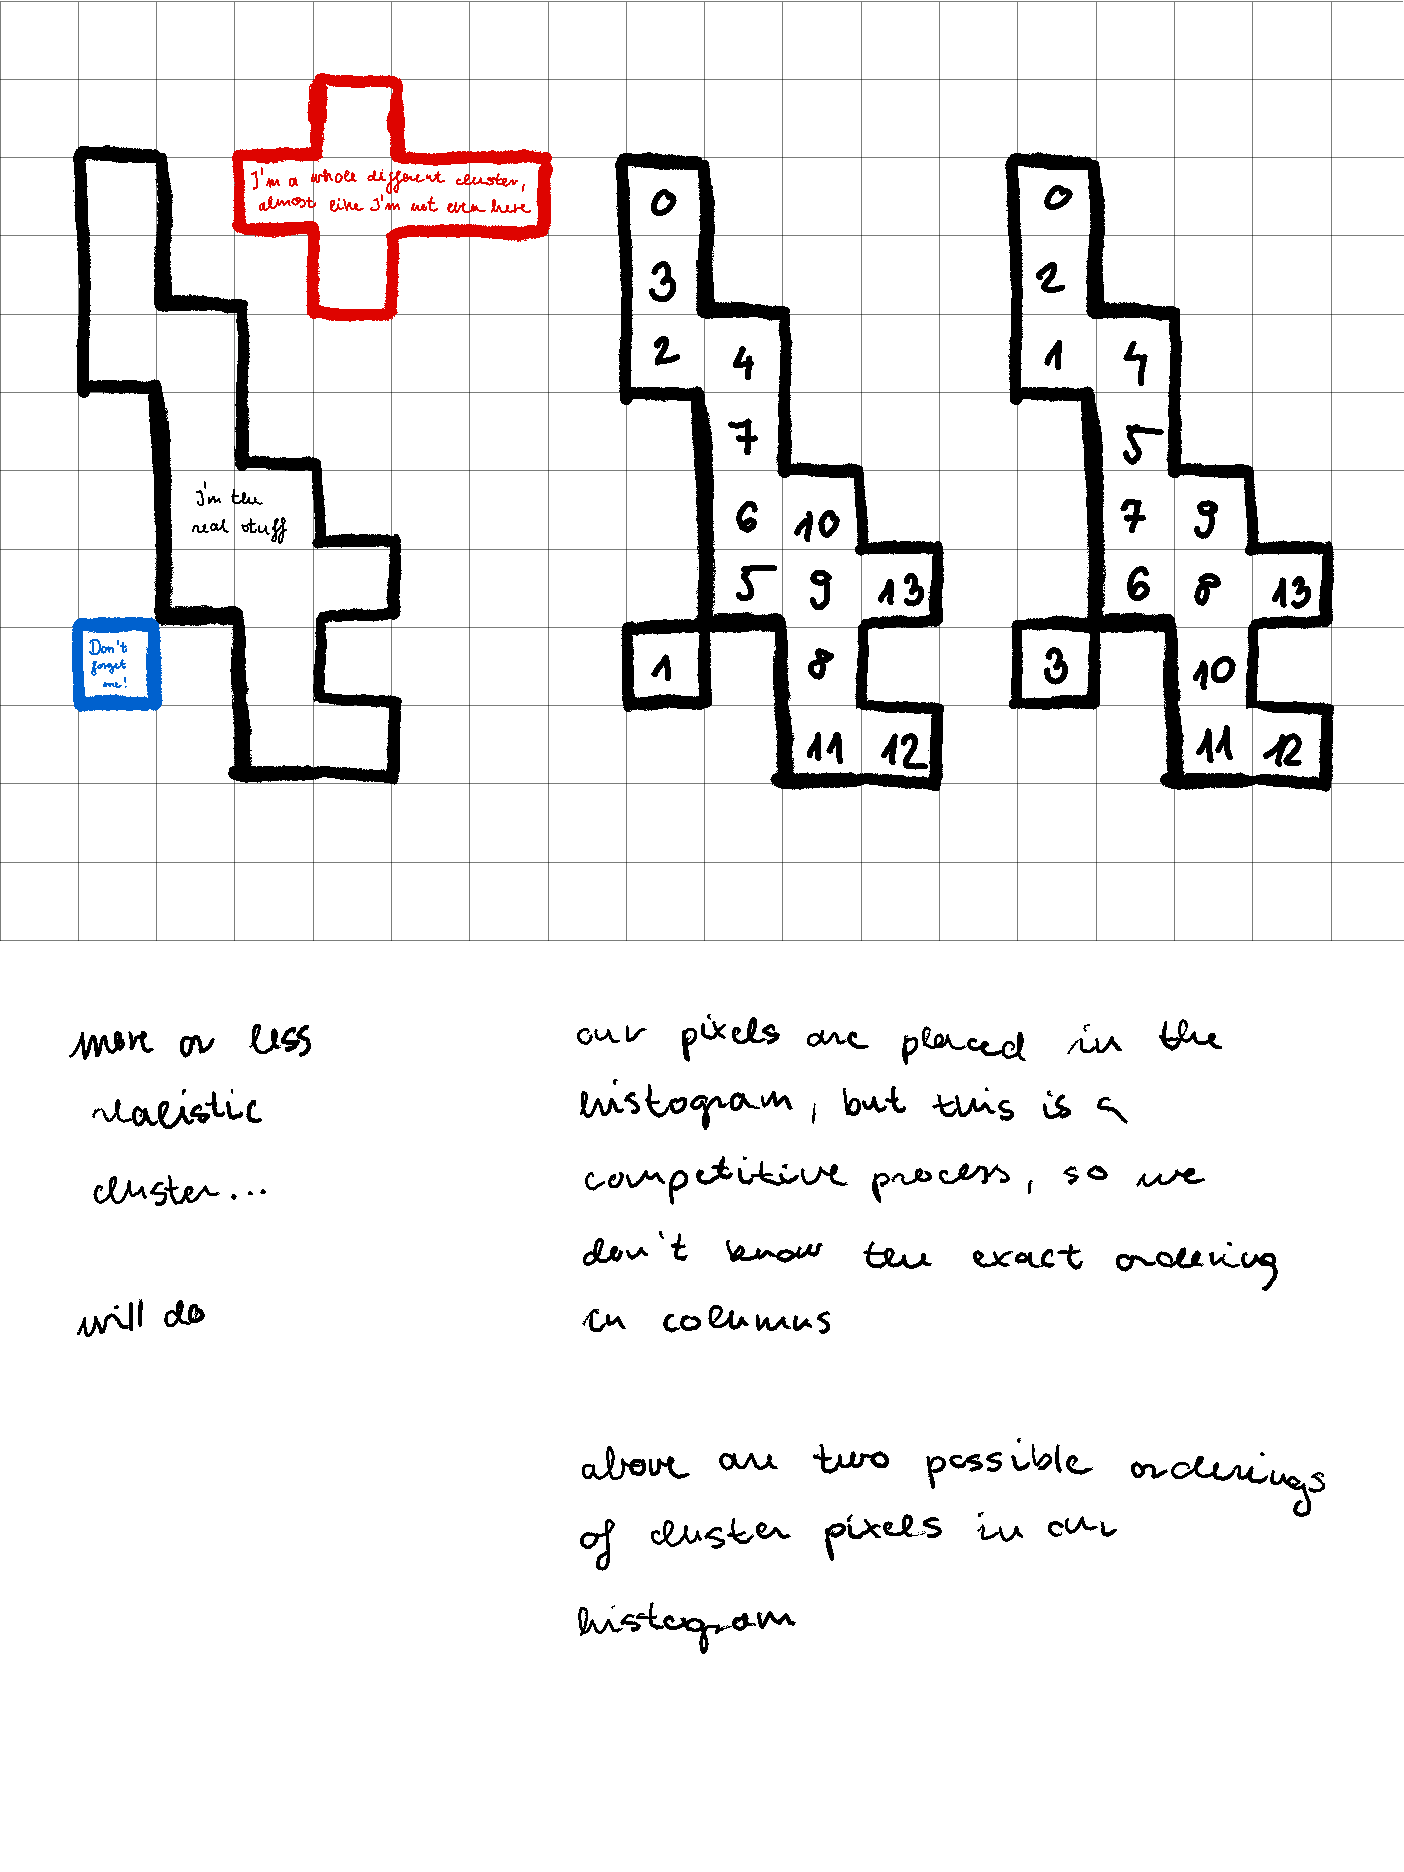 I'm a whole different cluster,
almost like I'm not even here
I'm the
real stuff
Don't
forget
me!
0
3
2 4
7
6 10
5 9 13
1 8
11 12
0
2
1 4
5
7 9
6 8 13
3 10
11 12
more or less
realistic
cluster...
will do
our pixels are placed in the
histogram, but this is a
competitive process, so we
don't know the exact ordering
in columns
above are two possible orderings
of cluster pixels in our
histogram